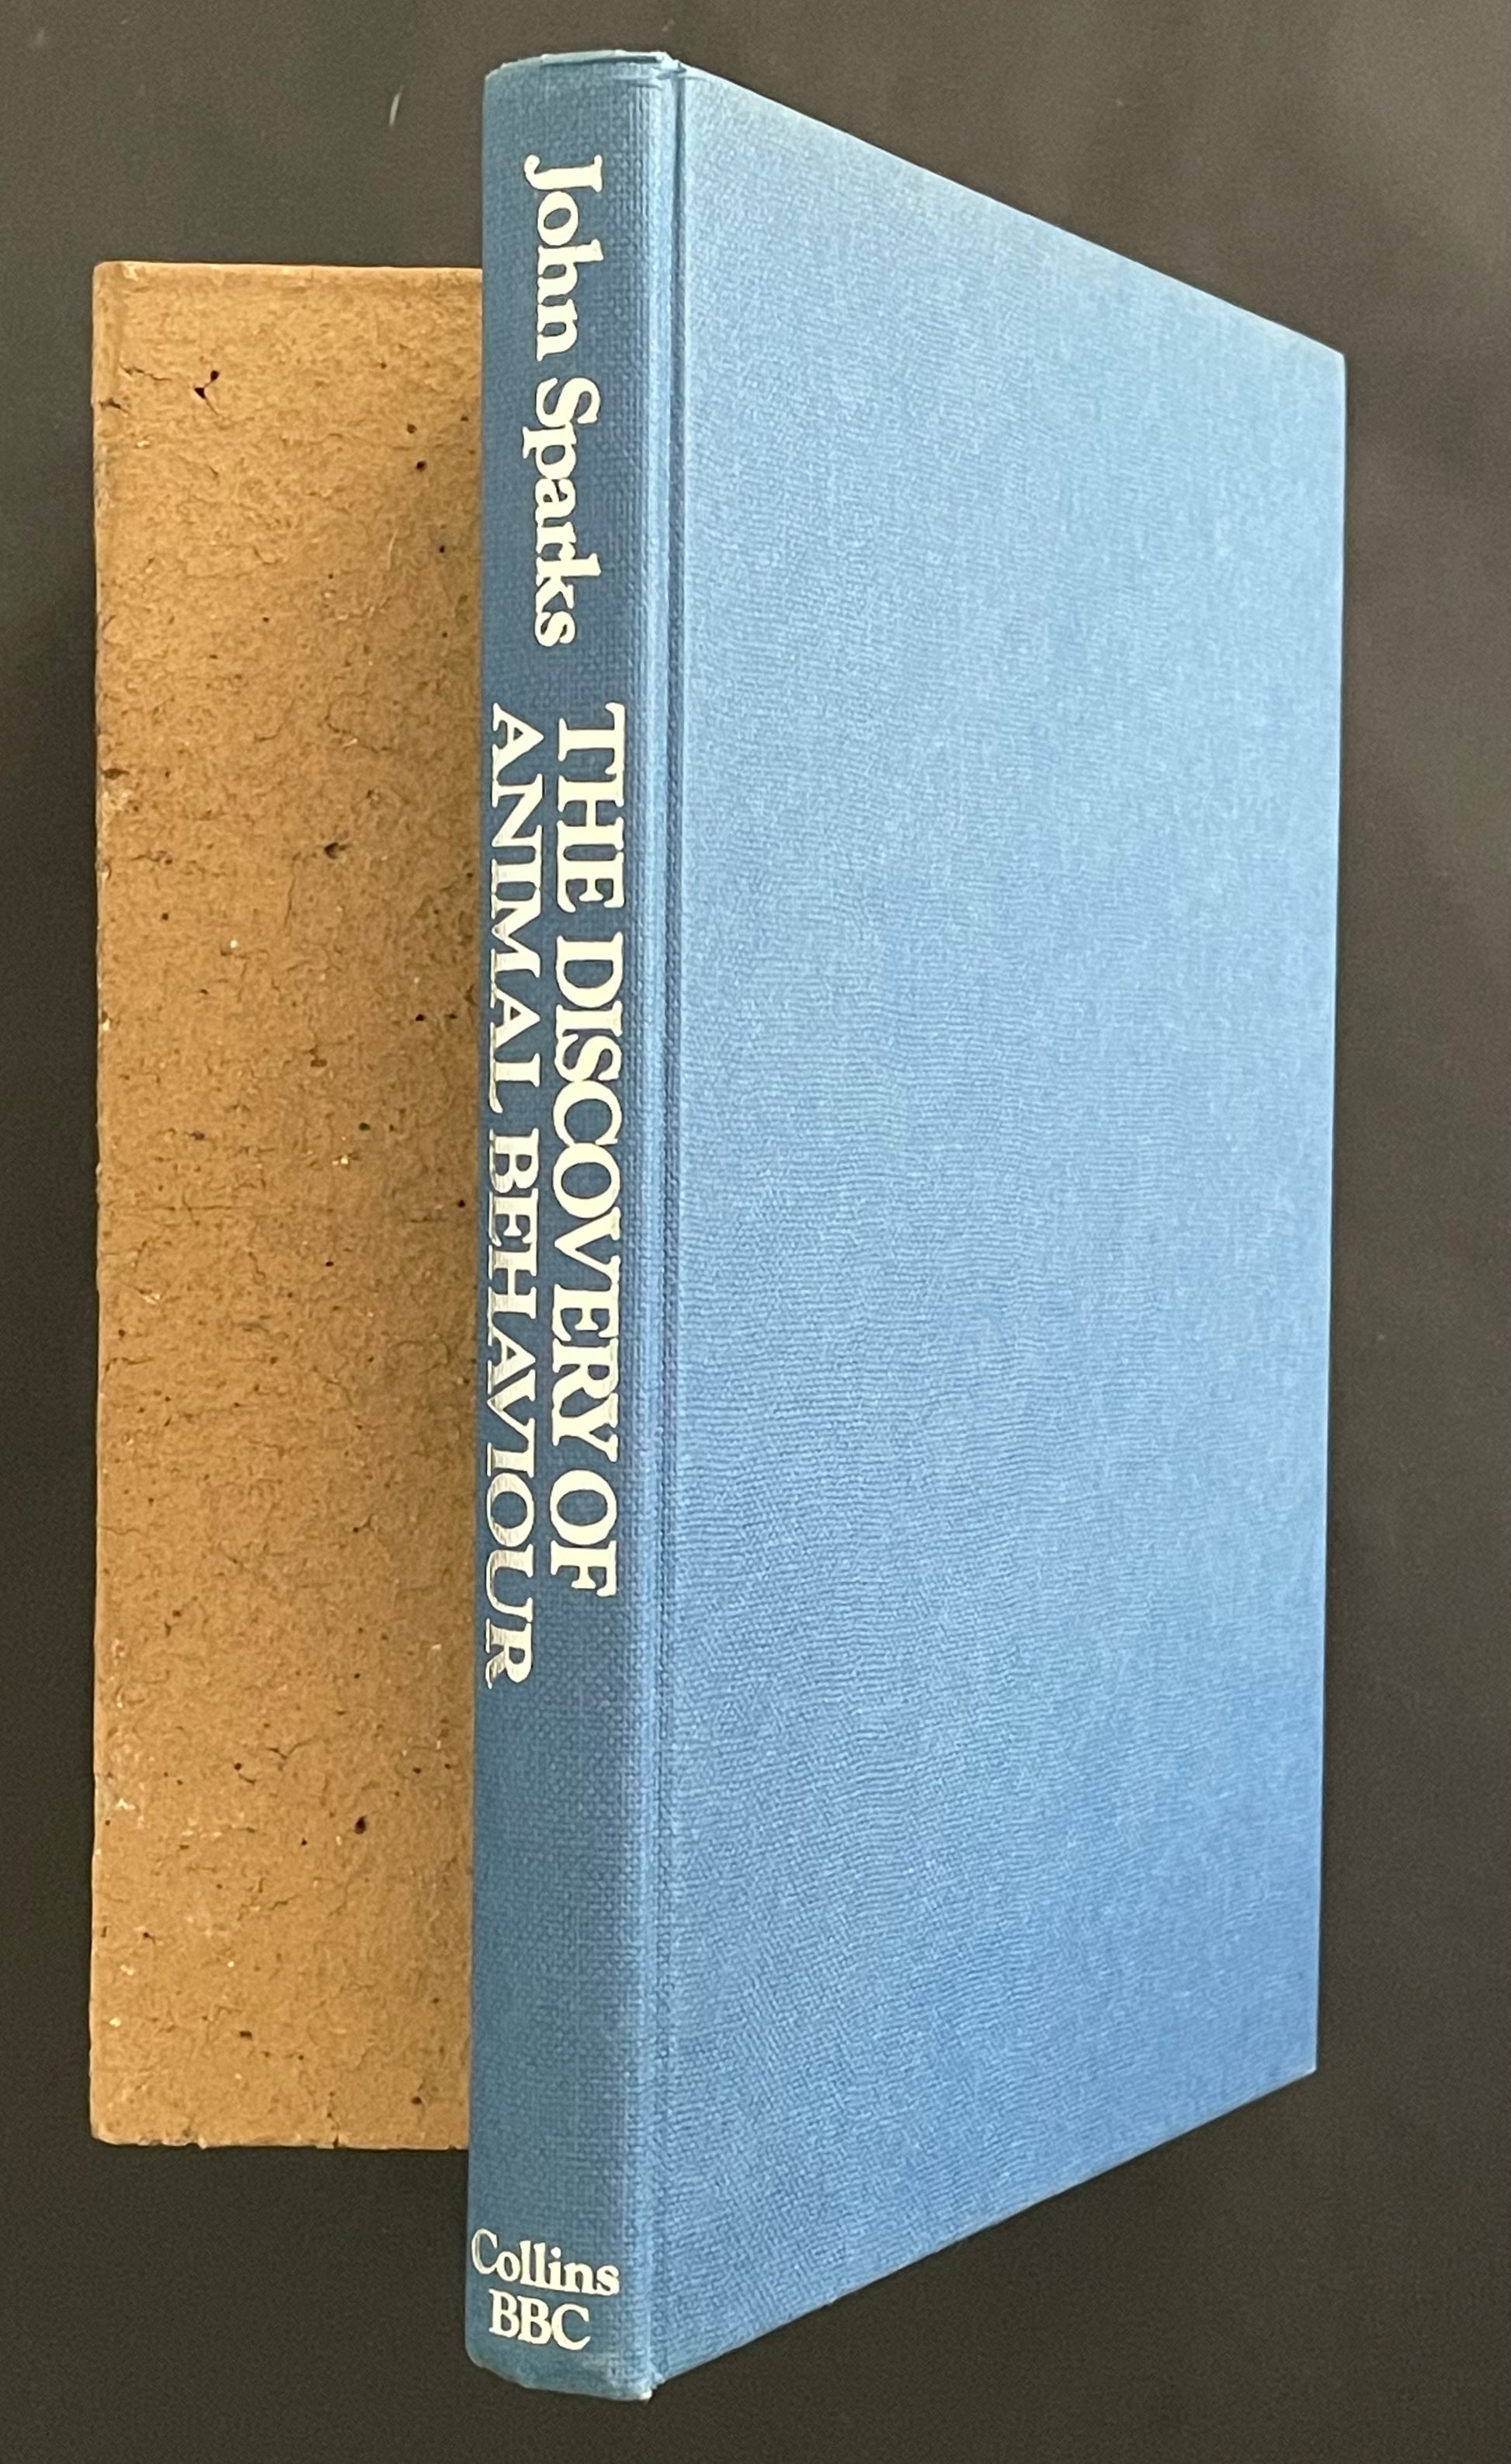 John Sparks
THE DISCOVERY OF
ANIMAL BEHAVIOUR
Collins
BBC